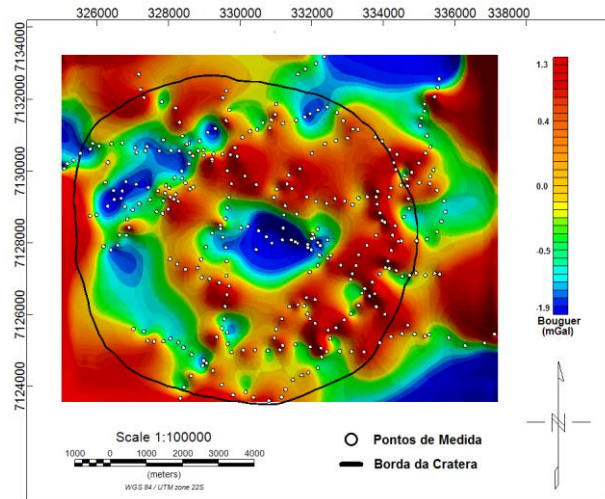 326000 328000 330000 332000 334000 336000 338000
7134000
7132000
7130000
7128000
7126000
7124000
1.3
0.4
0.0
-0.5
-1.9
Bouguer
(mGal)
N
Scale 1:100000
1000 0 1000 2000 3000 4000
(meters)
WGS 84 / UTM zone 22S
Pontos de Medida
Borda da Cratera